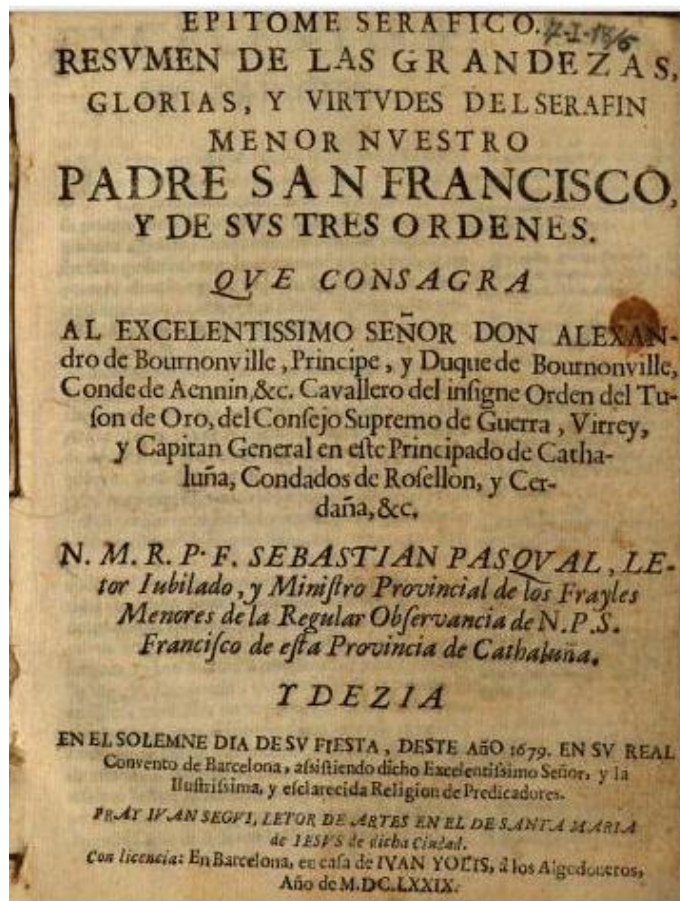 EPITOME SERAFICO.
RESVMEN DE LAS GRANDEZAS,
GLORIAS, Y VIRTVDES DEL SERAFIN
MENOR NVESTRO
PADRE SAN FRANCISCO,
Y DE SVS TRES ORDENES.
QVE CONSAGRA
AL EXCELENTISSIMO SEÑOR DON ALEXAN-
dro de Bournonville, Principe, y Duque de Bournonville,
Conde de Aennin, &c. Cavallero del insigne Orden del Tu-
son de Oro, del Consejo Supremo de Guerra, Virrey,
y Capitan General en este Principado de Catha-
luña, Condados de Rosellon, y Cer-
daña, &c.
N. M. R. P. F. SEBASTIAN PASQVAL, LE-
tor Iubilado, y Ministro Provincial de los Frayles
Menores de la Regular Observancia de N. P. S.
Francisco de esta Provincia de Cathaluña.
Y DEZIA
EN EL SOLEMNE DIA DE SV FIESTA, DESTE AñO 1679. EN SV REAL
Convento de Barcelona, assistiendo dicho Excelentissimo Señor, y la
Ilustrissima, y esclarecida Religion de Predicadores.
FRAY IVAN SEGVI, LETOR DE ARTES EN EL DE SANTA MARIA
de IESVS de dicha Ciudad.
Con licencia: En Barcelona, en casa de IVAN YOLIS, á los Algodoneros,
Año de M.DC.LXXIX.